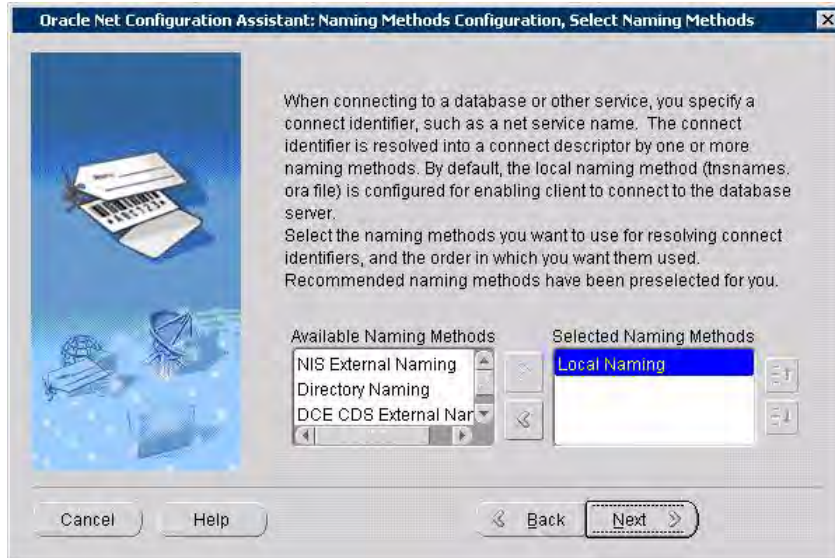 Oracle Net Configuration Assistant: Naming Methods Configuration, Select Naming Methods
When connecting to a database or other service, you specify a
connect identifier, such as a net service name. The connect
identifier is resolved into a connect descriptor by one or more
naming methods. By default, the local naming method (tnsnames.
ora file) is configured for enabling client to connect to the database
server.
Select the naming methods you want to use for resolving connect
identifiers, and the order in which you want them used.
Recommended naming methods have been preselected for you.
Available Naming Methods
Selected Naming Methods
NIS External Naming
Directory Naming
DCE CDS External Nar
Local Naming
Cancel
Help
Back
Next